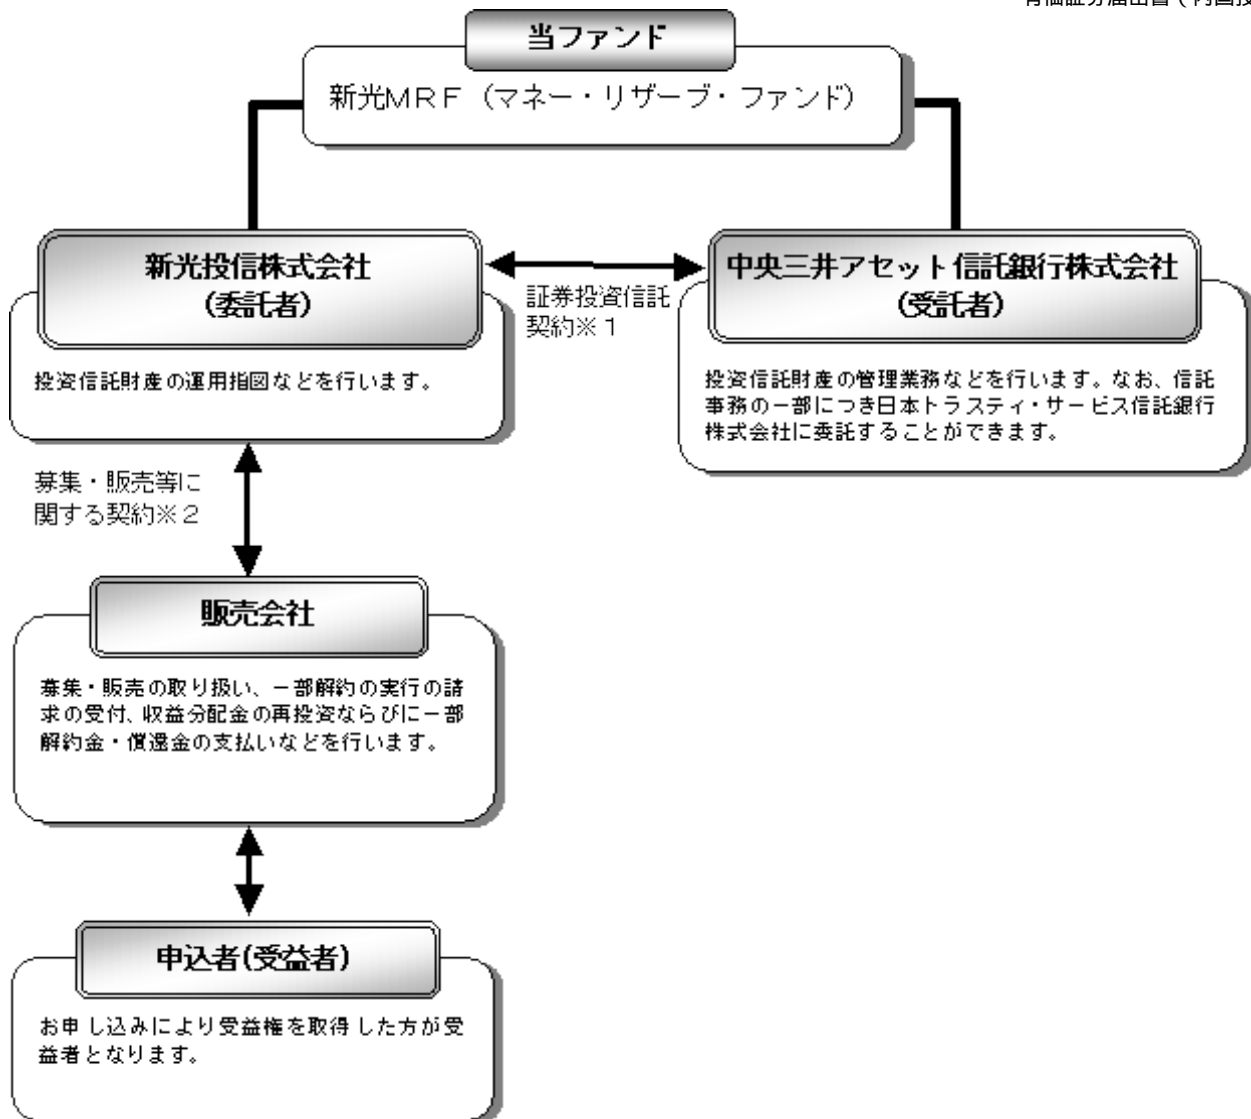 当ファンド
新光MRF（マネー・リザーブ・ファンド）
新光投信株式会社
(委託者)
投資信託財産の運用指図などを行います。
証券投資信託
契約※１
中央三井アセット信託銀行株式会社
(受託者)
投資信託財産の管理業務などを行います。なお、信託
事務の一部につき日本トラスティ・サービス信託銀行
株式会社に委託することができます。
募集・販売等に
関する契約※２
販売会社
募集・販売の取り扱い、一部解約の実行の請
求の受付、収益分配金の再投資ならびに一部
解約金・償還金の支払いなどを行います。
申込者(受益者)
お申し込みにより受益権を取得した方が受
益者となります。